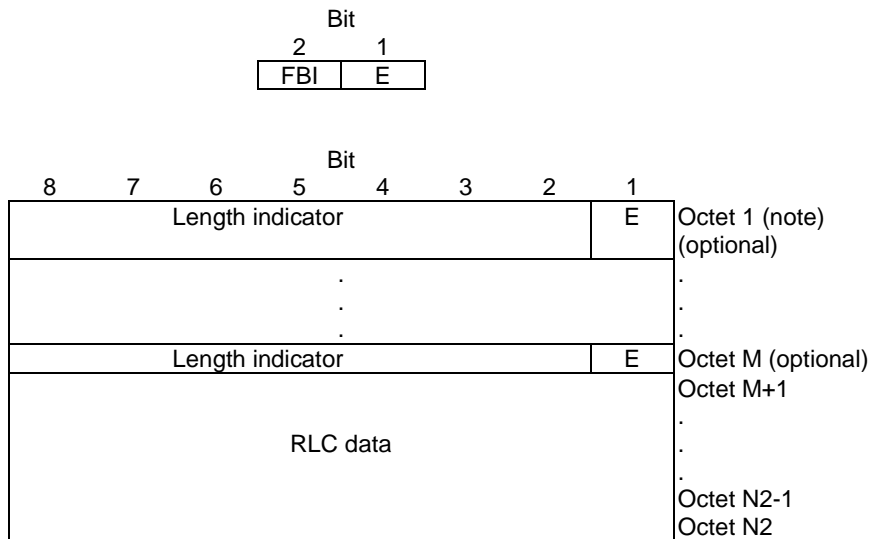 Bit
2 1
FBI E
Bit
8 7 6 5 4 3 2 1
Length indicator E Octet 1 (note)
(optional)
. .
. .
. .
Length indicator E Octet M (optional)
Octet M+1
.
RLC data .
.
Octet N2-1
Octet N2